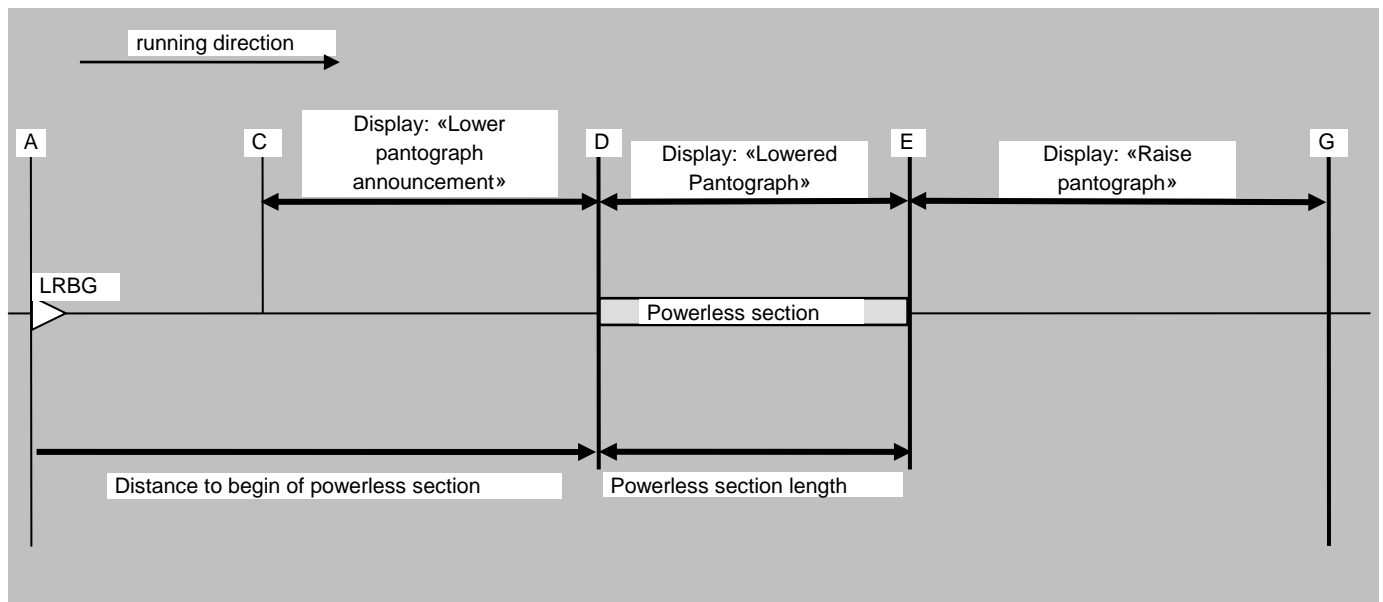 running direction
A
C
Display: «Lower
pantograph
announcement»
D
Display: «Lowered
Pantograph»
E
Display: «Raise
pantograph»
G
LRBG
Powerless section
Distance to begin of powerless section
Powerless section length